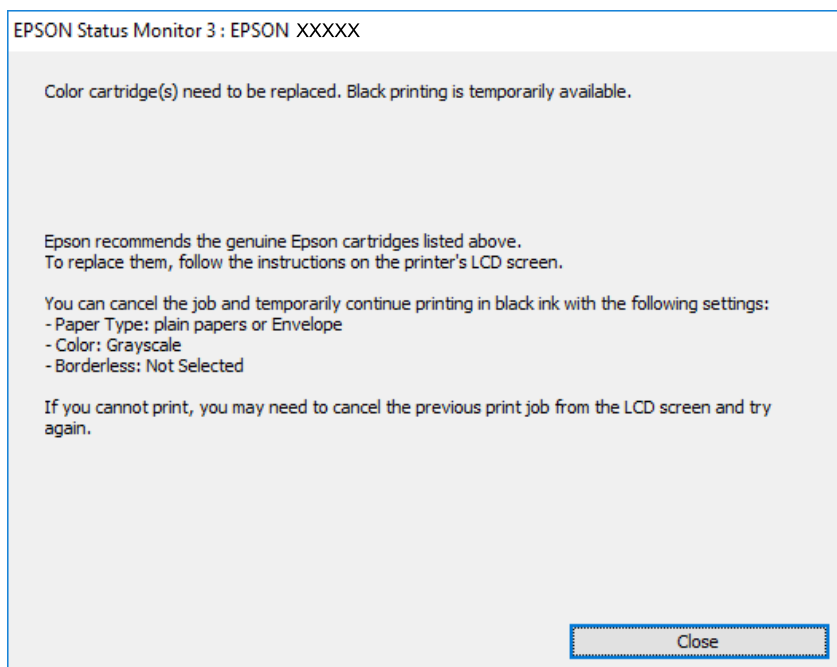 EPSON Status Monitor 3 : EPSON XXXXX
Color cartridge(s) need to be replaced. Black printing is temporarily available.
Epson recommends the genuine Epson cartridges listed above.
To replace them, follow the instructions on the printer's LCD screen.
You can cancel the job and temporarily continue printing in black ink with the following settings:
- Paper Type: plain papers or Envelope
- Color: Grayscale
- Borderless: Not Selected
If you cannot print, you may need to cancel the previous print job from the LCD screen and try
again.
Close